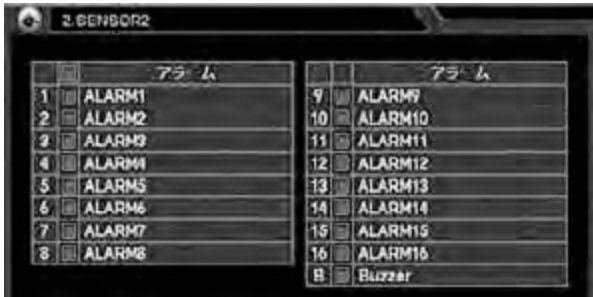 2.SENSOR2
アラーム
1 ALARM1
2 ALARM2
3 ALARM3
4 ALARM4
5 ALARM5
6 ALARM6
7 ALARM7
8 ALARM8
アラーム
9 ALARM9
10 ALARM10
11 ALARM11
12 ALARM12
13 ALARM13
14 ALARM14
15 ALARM15
16 ALARM16
B Buzzer